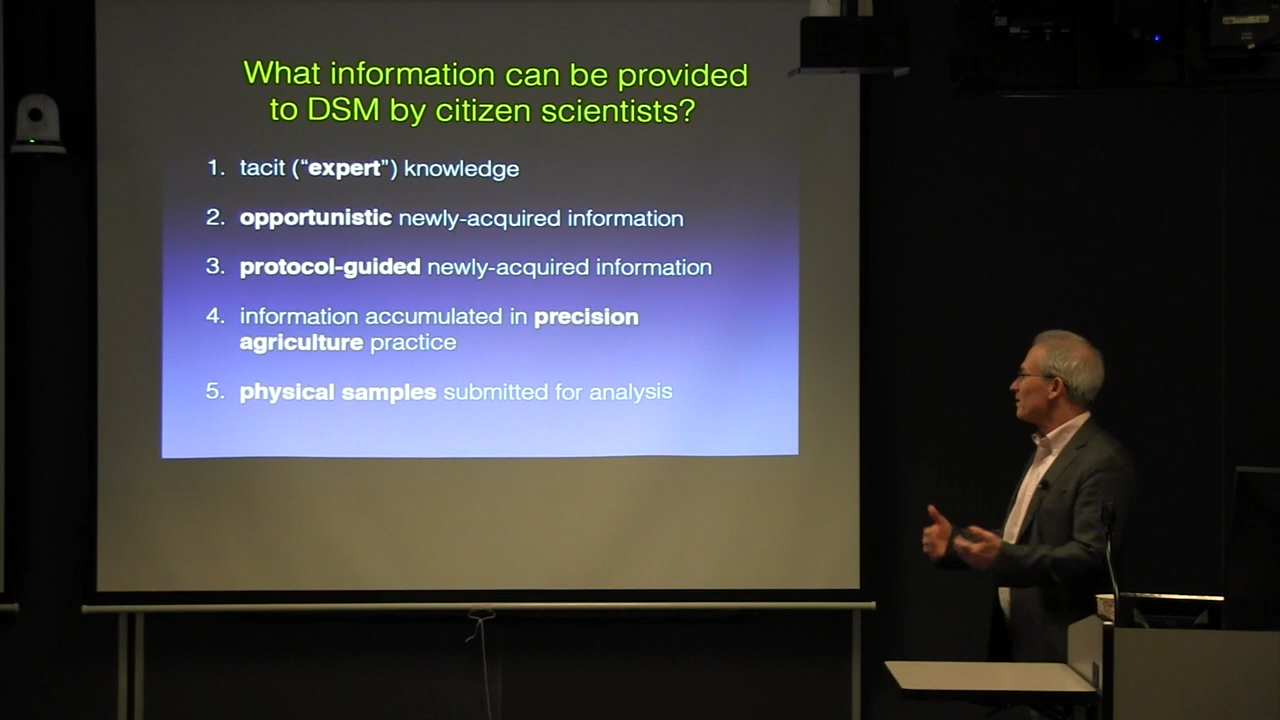 What information can be provided
to DSM by citizen scientists?
1. tacit (“expert”) knowledge
2. opportunistic newly-acquired information
3. protocol-guided newly-acquired information
4. information accumulated in precision
agriculture practice
5. physical samples submitted for analysis